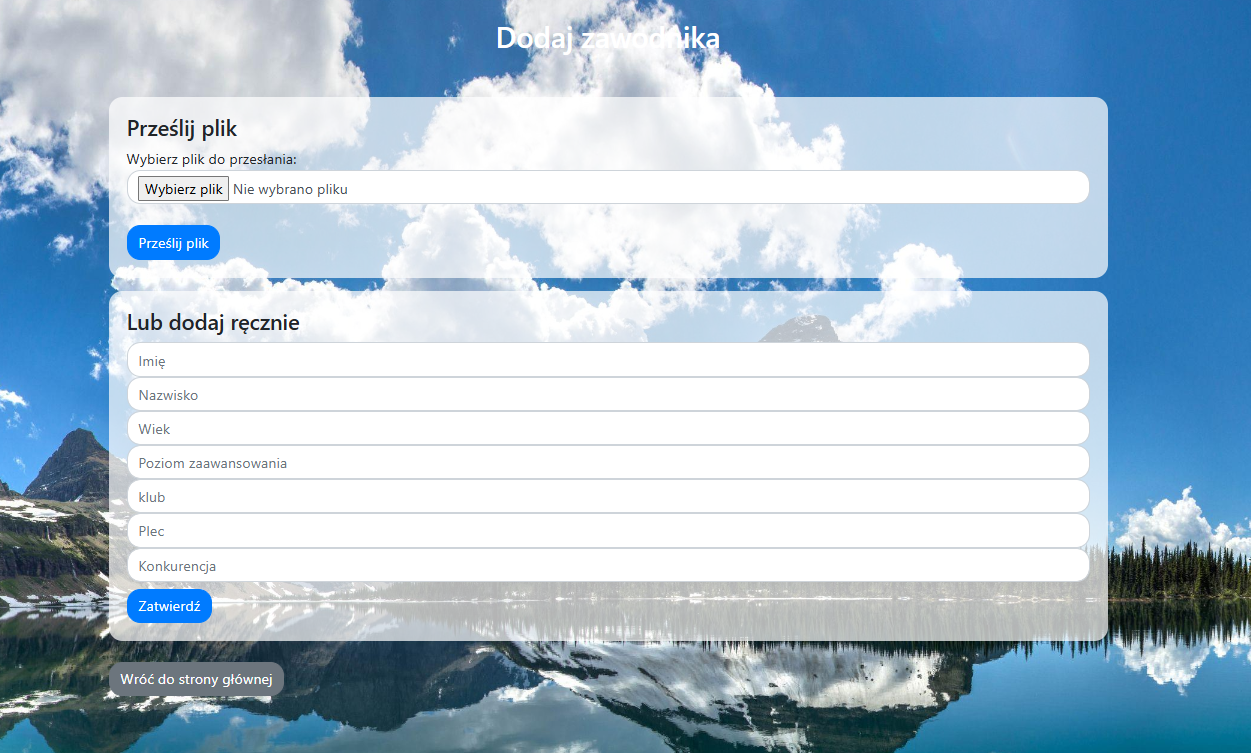 Dodaj zawodnika
Prześlij plik
Wybierz plik do przesłania:
Wybierz plik Nie wybrano pliku
Prześlij plik
Lub dodaj ręcznie
Imię
Nazwisko
Wiek
Poziom zaawansowania
klub
Plec
Konkurencja
Zatwierdź
Wróć do strony głównej